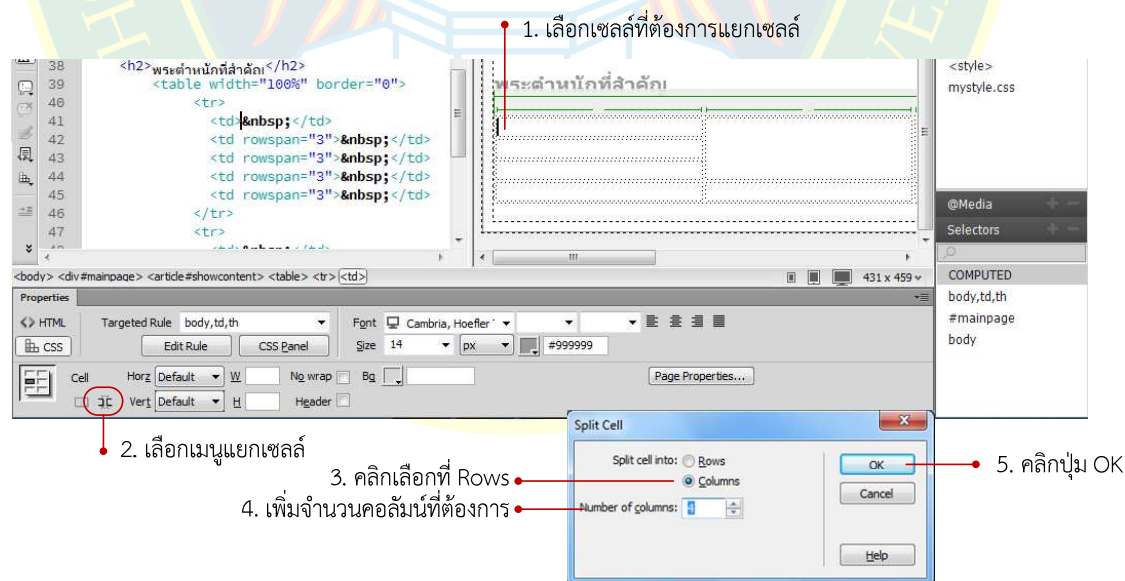 1. เลือกเซลล์ที่ต้องการแยกเซลล์
38 <h2>พระตำหนักที่สำคัญ</h2>
39 <table width="100%" border="0">
40 <tr>
41 <td>&nbsp;</td>
42 <td rowspan="3">&nbsp;</td>
43 <td rowspan="3">&nbsp;</td>
44 <td rowspan="3">&nbsp;</td>
45 <td rowspan="3">&nbsp;</td>
46 </tr>
47 <tr>
พระตำหนักที่สำคัญ
<style>
mystyle.css
@Media
Selectors
COMPUTED
body,td,th
#mainpage
body
<body> <div#mainpage> <article#showcontent> <table> <tr> <td>
431 x 459
Properties
<> HTML Targeted Rule body,td,th Font Cambria, Hoefler
CSS Edit Rule CSS Panel Size 14 px #999999
Cell Horz Default W No wrap Bg Page Properties...
Vert Default H Header
2. เลือกเมนูแยกเซลล์
3. คลิกเลือกที่ Rows
4. เพิ่มจำนวนคอลัมน์ที่ต้องการ
Split Cell
Split cell into: Rows
Columns
Number of columns: 4
OK
Cancel
Help
5. คลิกปุ่ม OK